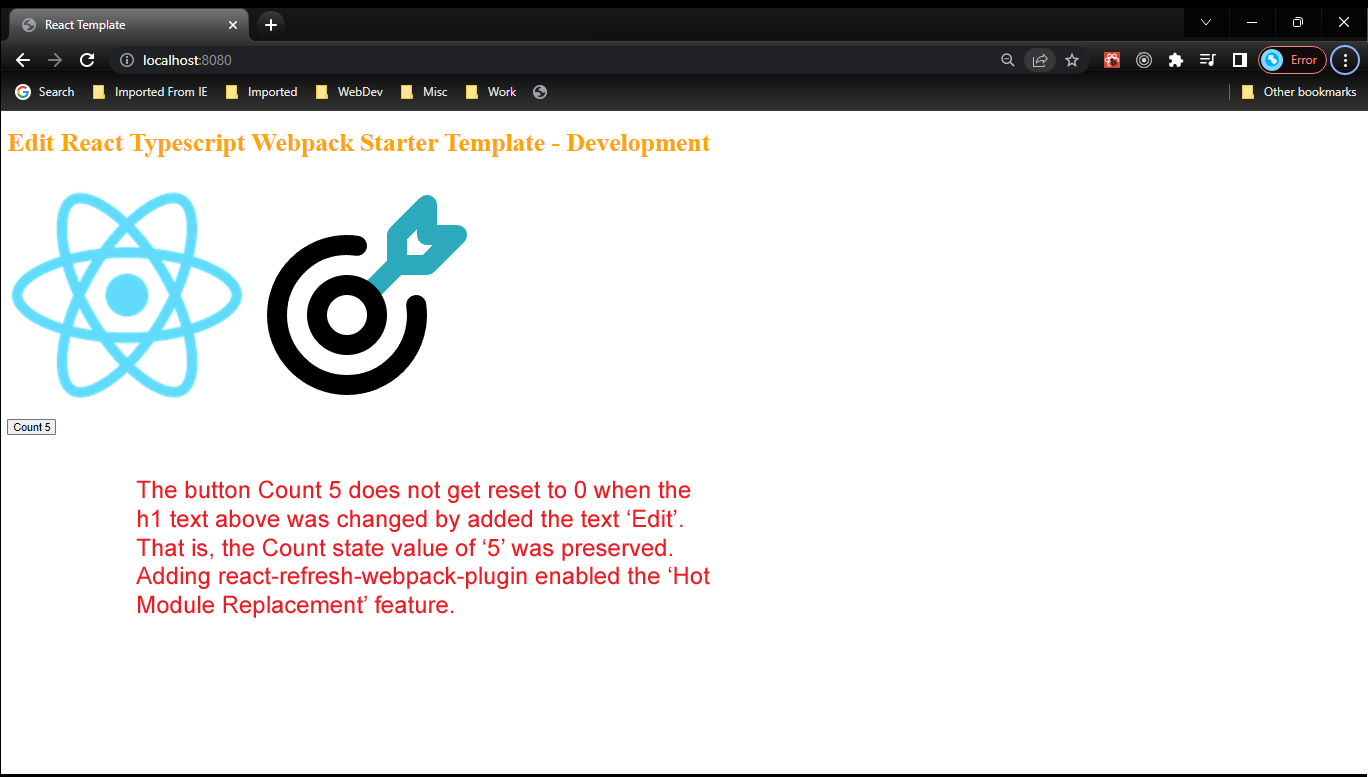 React Template
localhost:8080
Error
Search
Imported From IE
Imported
WebDev
Misc
Work
Other bookmarks
Edit React Typescript Webpack Starter Template - Development
Count 5
The button Count 5 does not get reset to 0 when the
h1 text above was changed by added the text ‘Edit’.
That is, the Count state value of ‘5’ was preserved.
Adding react-refresh-webpack-plugin enabled the ‘Hot
Module Replacement’ feature.